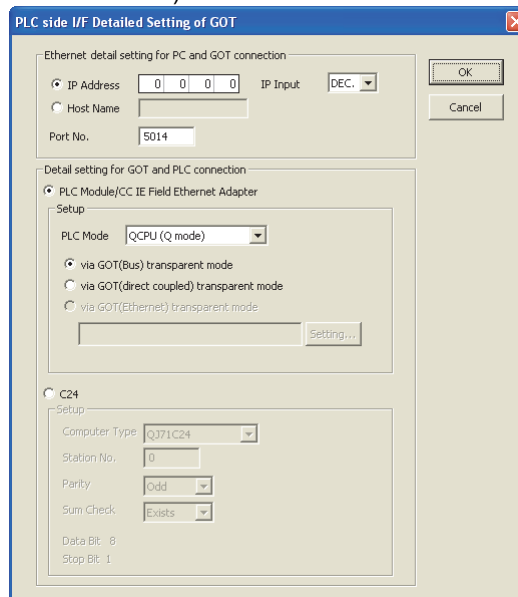 PLC side I/F Detailed Setting of GOT
Ethernet detail setting for PC and GOT connection
OK
IP Address 0 0 0 0 IP Input DEC.
Host Name
Cancel
Port No. 5014
Detail setting for GOT and PLC connection
PLC Module/CC IE Field Ethernet Adapter
Setup
PLC Mode QCPU (Q mode)
via GOT(Bus) transparent mode
via GOT(direct coupled) transparent mode
via GOT(Ethernet) transparent mode
Setting...
C24
Setup
Computer Type QJ71C24
Station No. 0
Parity Odd
Sum Check Exists
Data Bit 8
Stop Bit 1